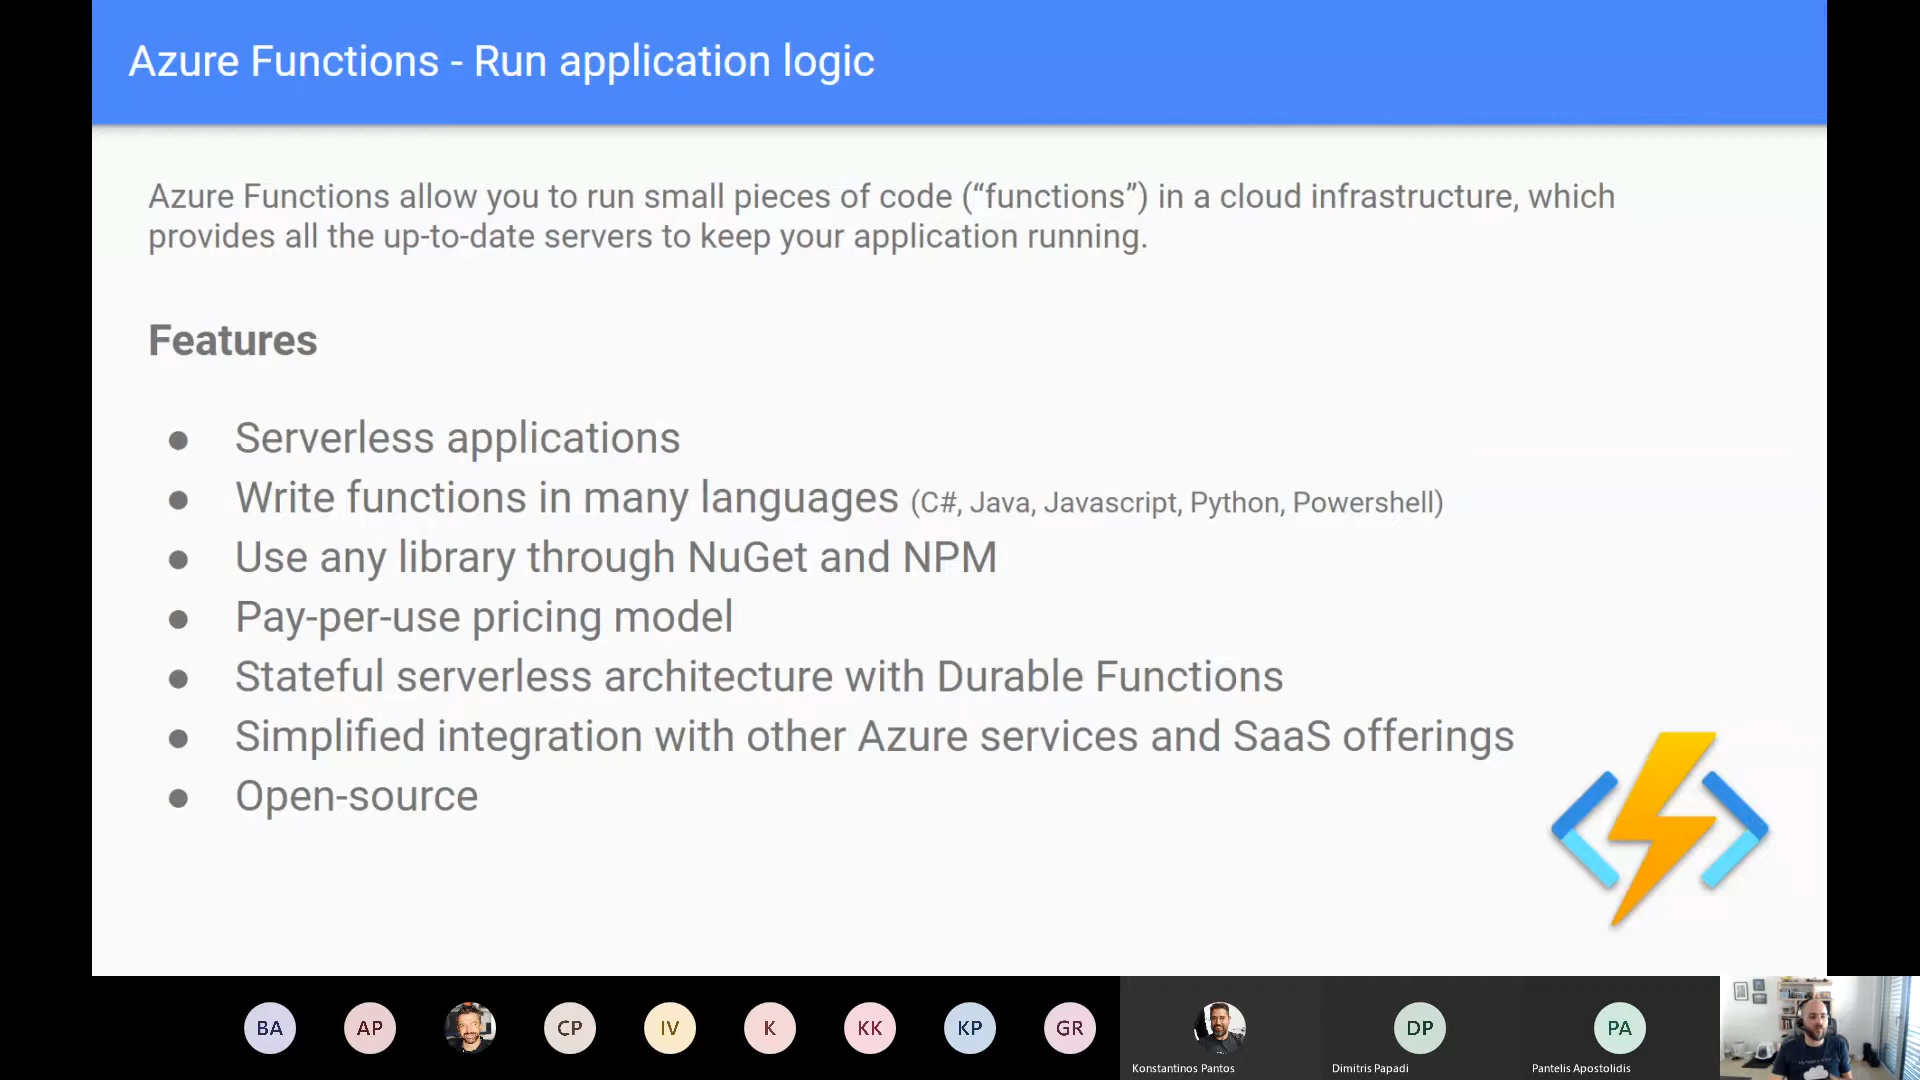 Azure Functions - Run application logic
Azure Functions allow you to run small pieces of code (“functions”) in a cloud infrastructure, which
provides all the up-to-date servers to keep your application running.
Features
● Serverless applications
● Write functions in many languages (C#, Java, Javascript, Python, Powershell)
● Use any library through NuGet and NPM
● Pay-per-use pricing model
● Stateful serverless architecture with Durable Functions
● Simplified integration with other Azure services and SaaS offerings
● Open-source
BA AP CP IV K KK KP GR DP PA
Konstantinos Pantos Dimitris Papadi Pantelis Apostolidis